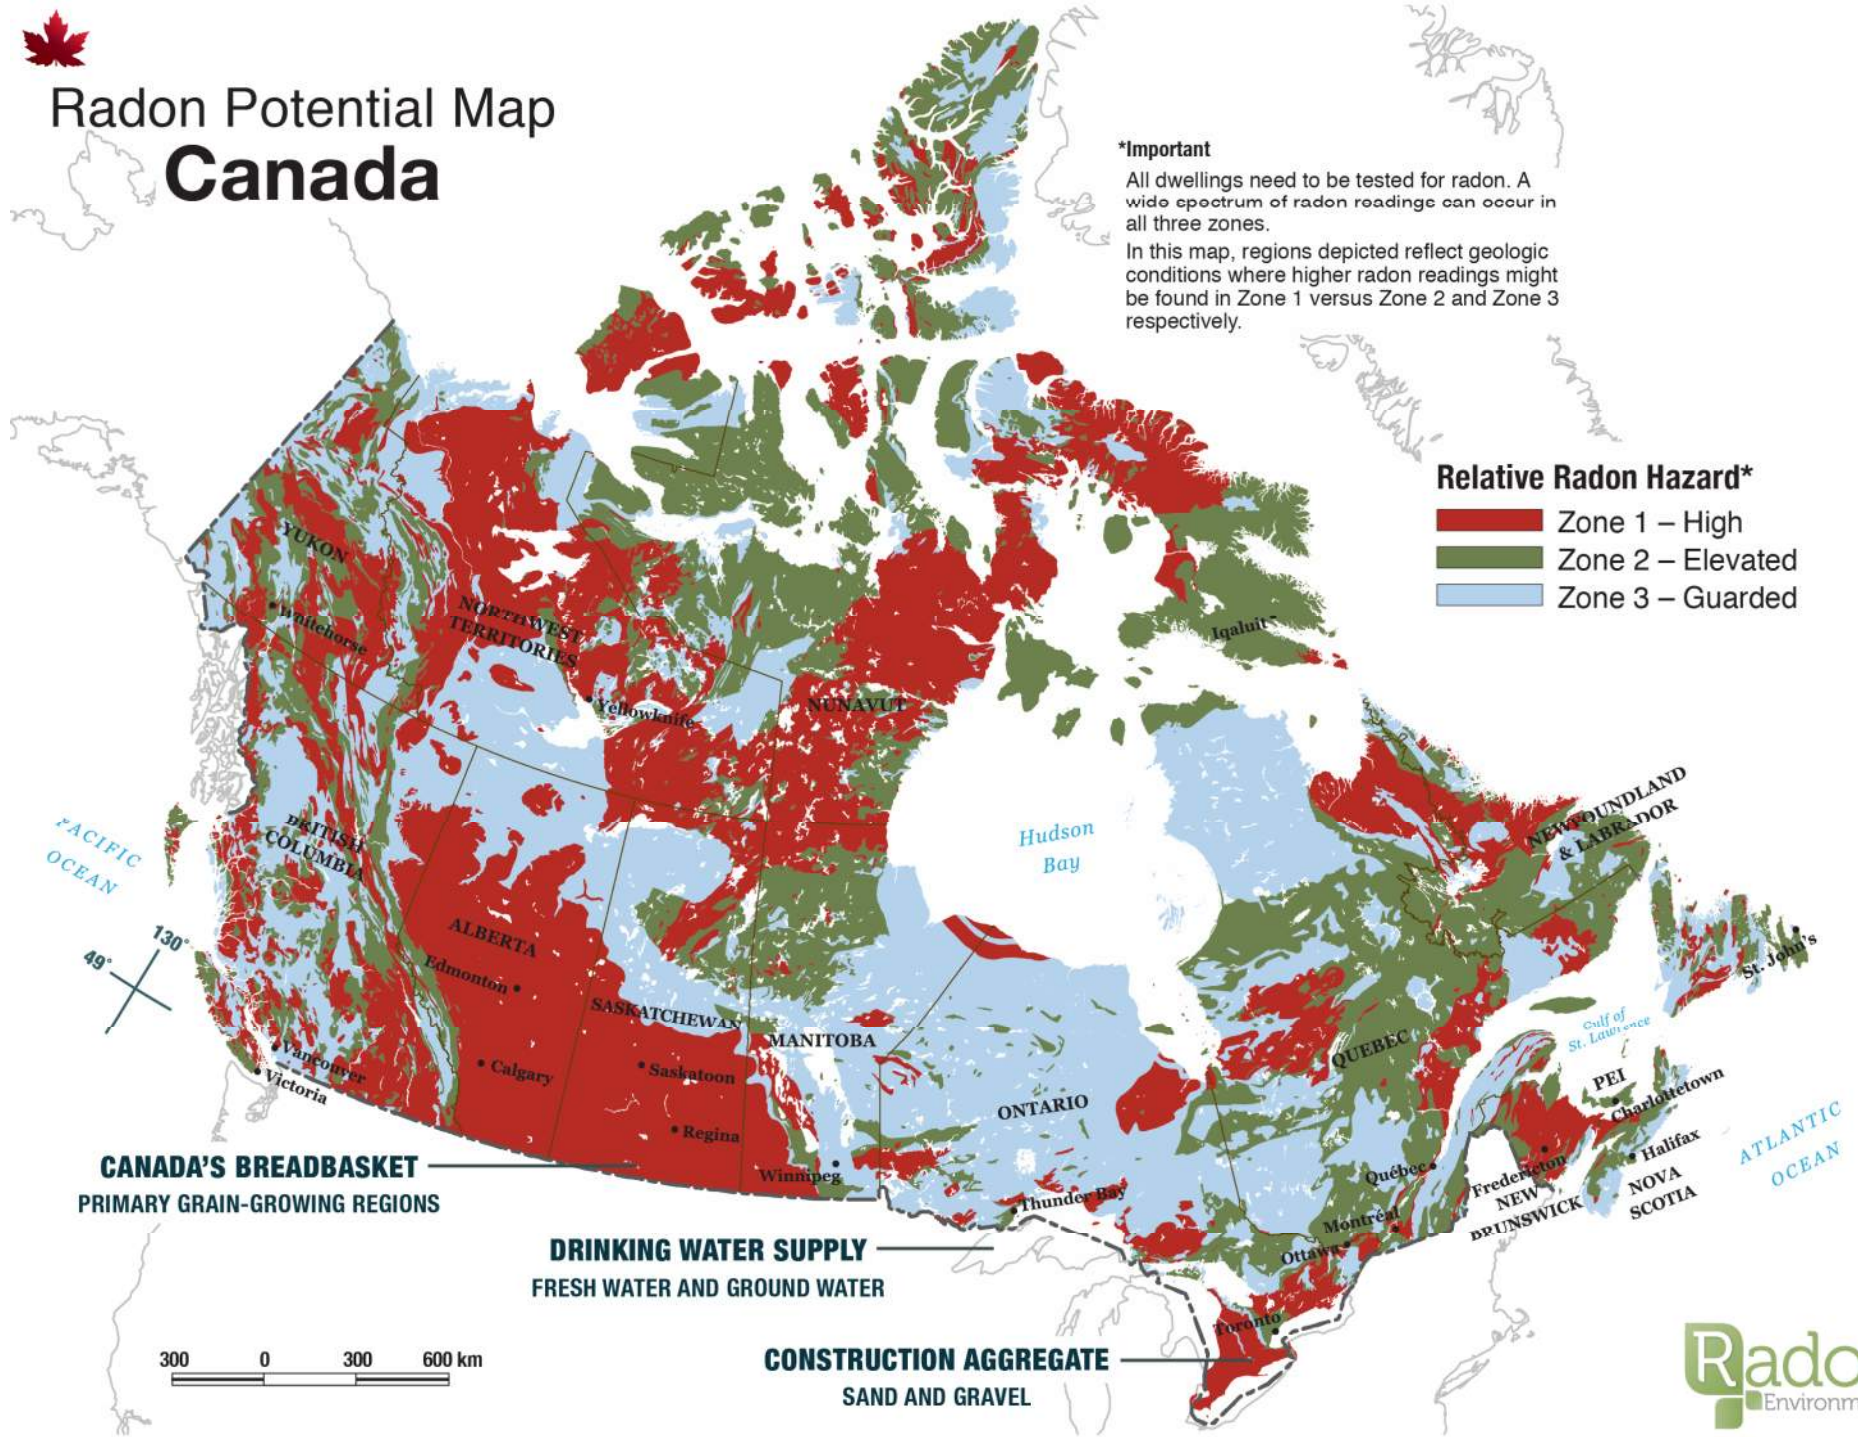 Radon Potential Map
Canada
*Important
All dwellings need to be tested for radon. A
wide spectrum of radon readings can occur in
all three zones.
In this map, regions depicted reflect geologic
conditions where higher radon readings might
be found in Zone 1 versus Zone 2 and Zone 3
respectively.
Relative Radon Hazard*
Zone 1 – High
Zone 2 – Elevated
Zone 3 – Guarded
YUKON
Whitehorse
NORTHWEST
TERRITORIES
Yellowknife
NUNAVUT
Iqaluit
NEWFOUNDLAND
& LABRADOR
St. John's
PACIFIC
OCEAN
BRITISH
COLUMBIA
Hudson
Bay
130°
49°
ALBERTA
Edmonton
Calgary
SASKATCHEWAN
Saskatoon
Regina
MANITOBA
Winnipeg
ONTARIO
Thunder Bay
QUEBEC
Gulf of
St. Lawrence
PEI
Charlottetown
Halifax
NOVA
SCOTIA
Fredericton
NEW
BRUNSWICK
Québec
Montréal
Ottawa
Toronto
ATLANTIC
OCEAN
Vancouver
Victoria
CANADA'S BREADBASKET
PRIMARY GRAIN-GROWING REGIONS
DRINKING WATER SUPPLY
FRESH WATER AND GROUND WATER
CONSTRUCTION AGGREGATE
SAND AND GRAVEL
300 0 300 600 km
Rado
Environm